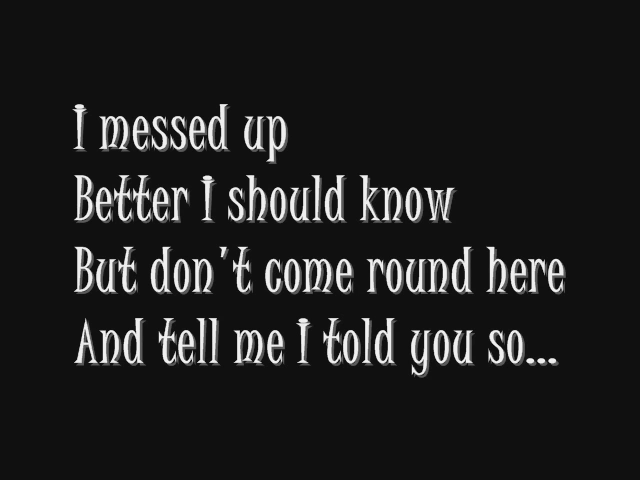 I messed up
Better I should know
But don't come round here
And tell me I told you so...